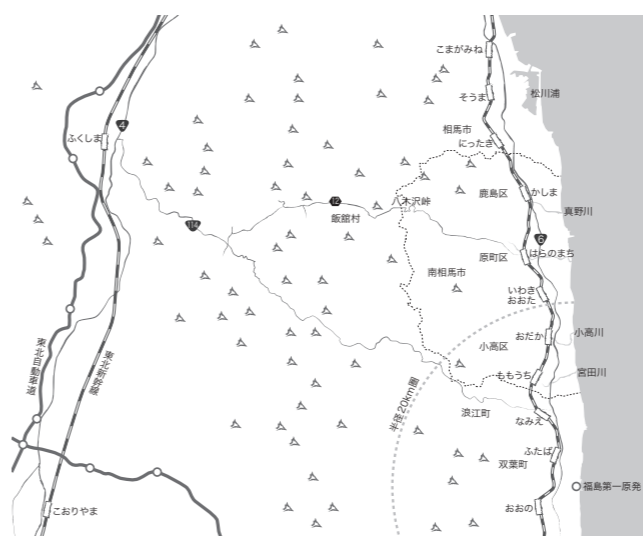 こまがみね
そうま
松川浦
相馬市
にったき
4
ふくしま
鹿島区
かしま
真野川
12
八木沢峠
飯舘村
114
6
原町区
はらのまち
南相馬市
いわき
おおた
おだか
小高川
小高区
ももうち
宮田川
東北自動車道
東北新幹線
半径20km圏
浪江町
なみえ
ふたば
双葉町
福島第一原発
おおの
こおりやま